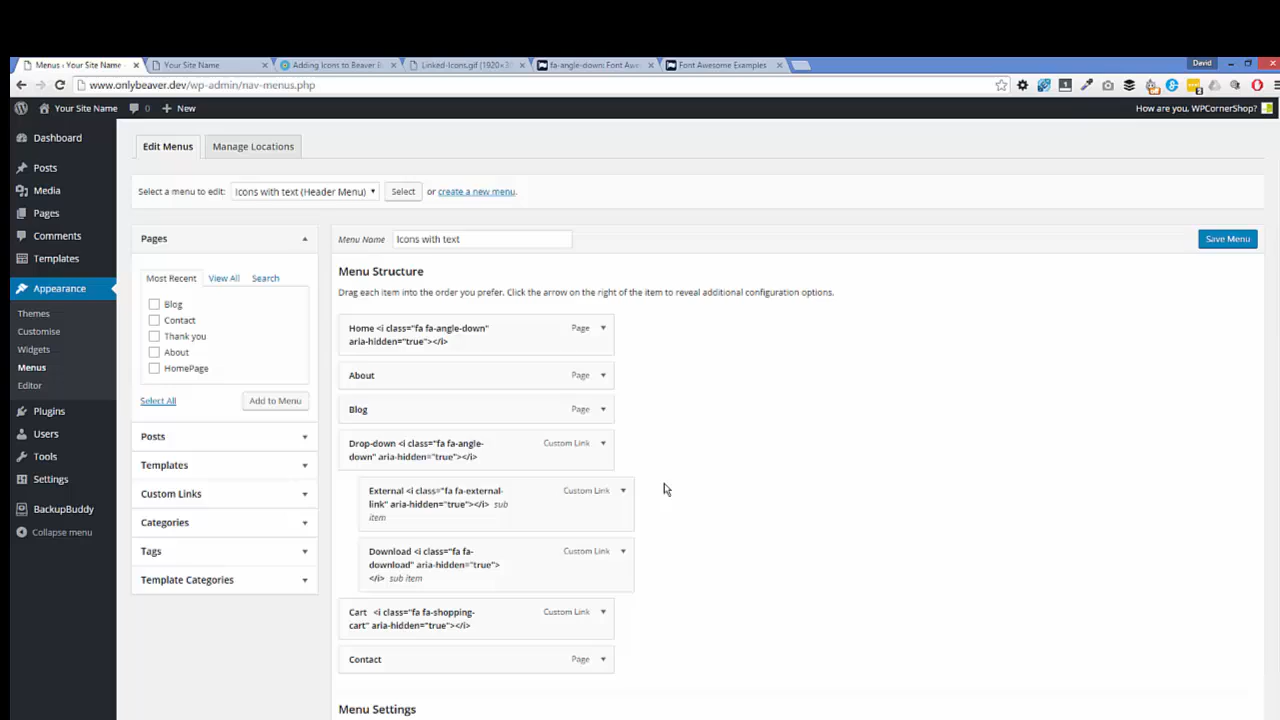 Menus ‹ Your Site Name
Your Site Name
Adding Icons to Beaver B
Linked-Icons.gif (1920×3
fa-angle-down: Font Awes
Font Awesome Examples
David
www.onlybeaver.dev/wp-admin/nav-menus.php
Your Site Name
0
New
How are you, WPCornerShop?
Dashboard
Posts
Media
Pages
Comments
Templates
Appearance
Themes
Customise
Widgets
Menus
Editor
Plugins
Users
Tools
Settings
BackupBuddy
Collapse menu
Edit Menus
Manage Locations
Select a menu to edit: Icons with text (Header Menu) Select or create a new menu.
Pages
Most Recent View All Search
Blog
Contact
Thank you
About
HomePage
Select All
Add to Menu
Posts
Templates
Custom Links
Categories
Tags
Template Categories
Menu Name Icons with text
Save Menu
Menu Structure
Drag each item into the order you prefer. Click the arrow on the right of the item to reveal additional configuration options.
Home <i class="fa fa-angle-down" Page
aria-hidden="true"></i>
About Page
Blog Page
Drop-down <i class="fa fa-angle- Custom Link
down" aria-hidden="true"></i>
External <i class="fa fa-external- Custom Link
link" aria-hidden="true"></i> sub
item
Download <i class="fa fa- Custom Link
download" aria-hidden="true">
</i> sub item
Cart <i class="fa fa-shopping- Custom Link
cart" aria-hidden="true"></i>
Contact Page
Menu Settings